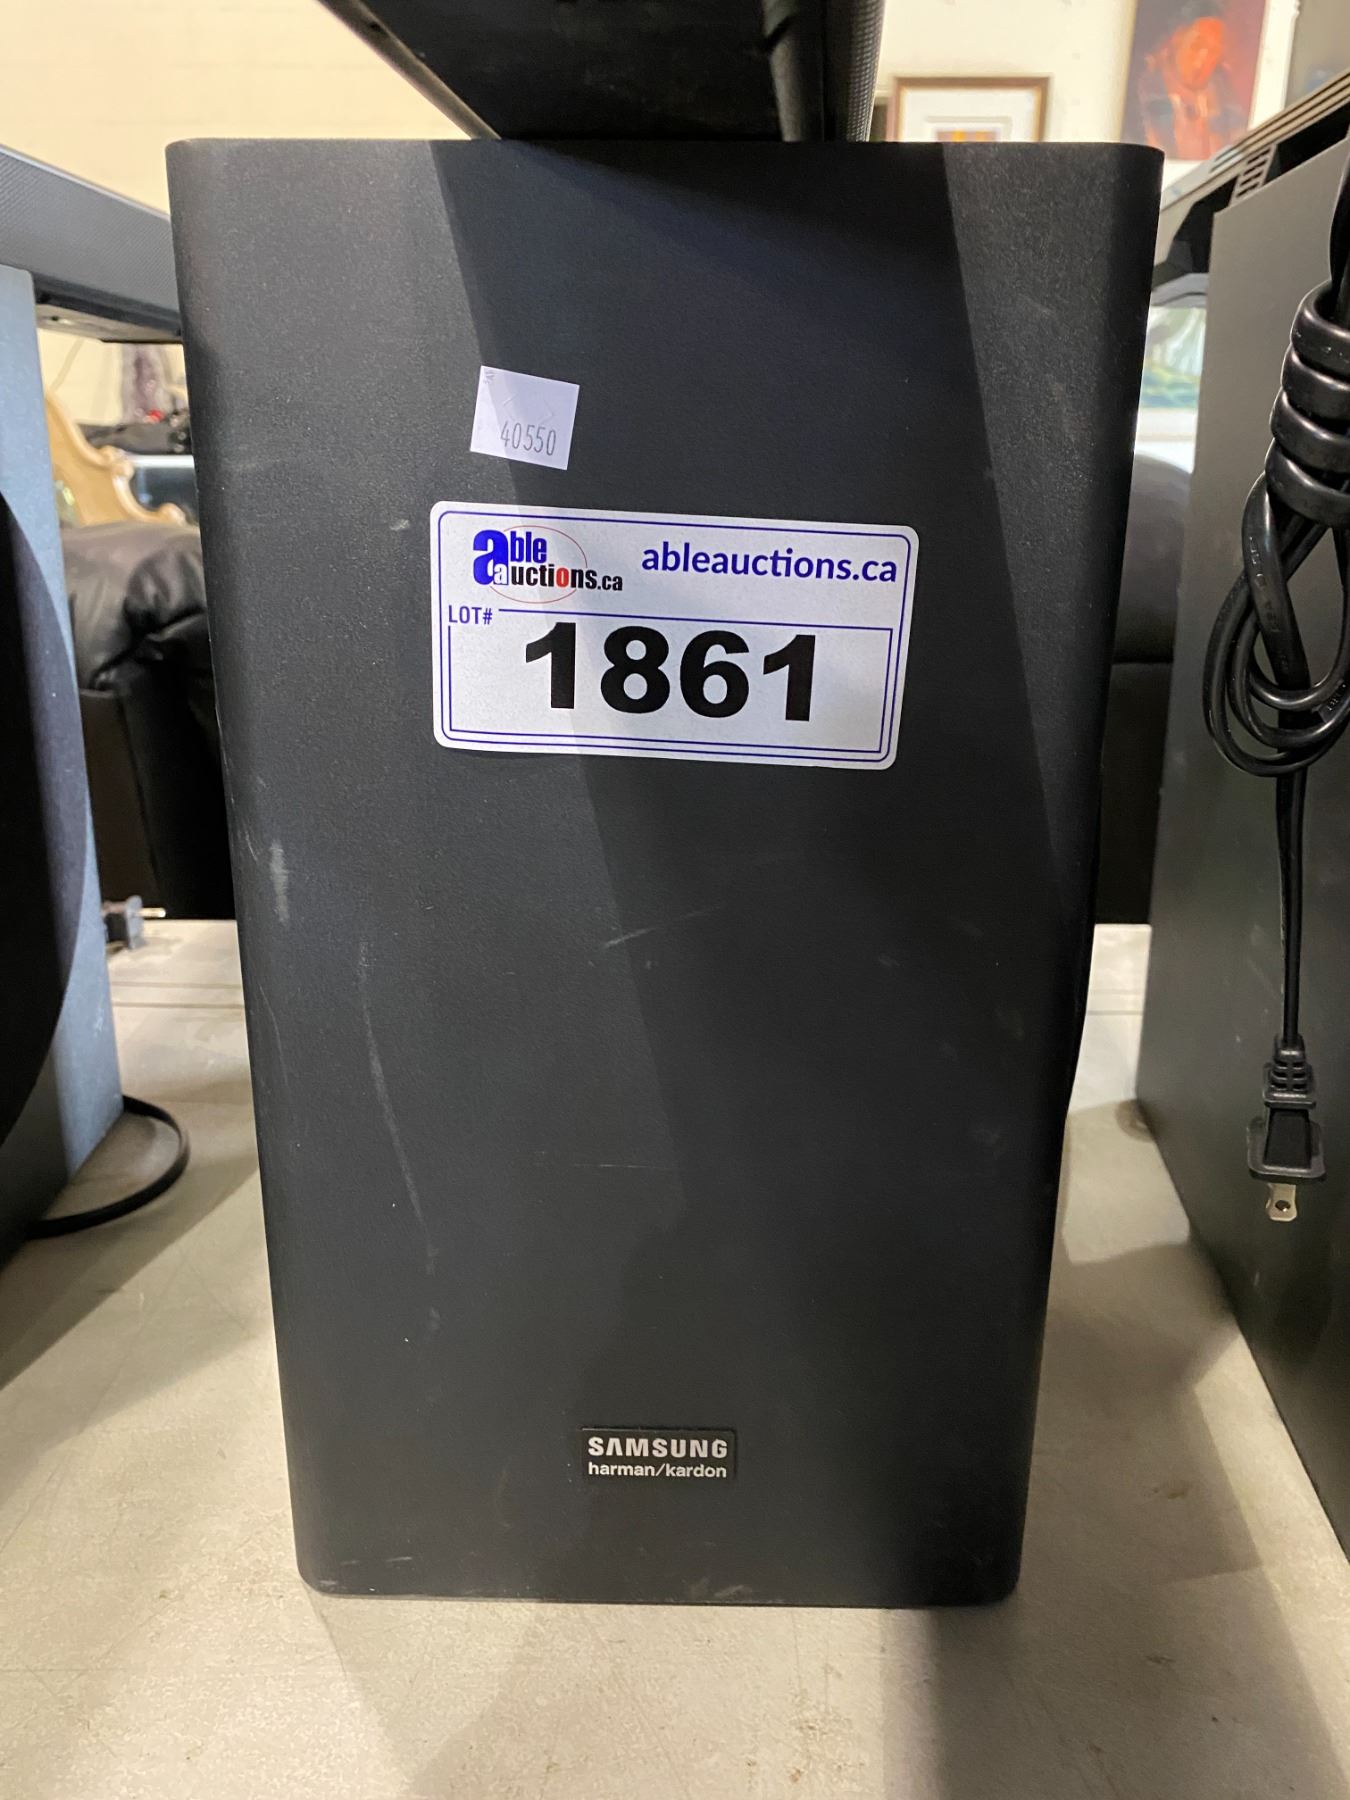 40550
able
auctions.ca
ableauctions.ca
LOT#
1861
SAMSUNG
harman/kardon